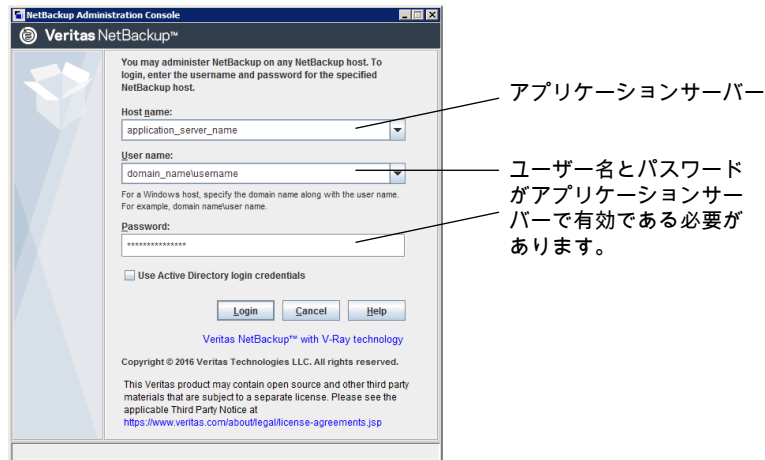 NetBackup Administration Console
Veritas NetBackup™
You may administer NetBackup on any NetBackup host. To
login, enter the username and password for the specified
NetBackup host.
Host name:
application_server_name
アプリケーションサーバー
User name:
domain_name\username
ユーザー名とパスワード
がアプリケーションサー
バーで有効である必要が
あります。
For a Windows host, specify the domain name along with the user name.
For example, domain name\user name.
Password:
***************
Use Active Directory login credentials
Login Cancel Help
Veritas NetBackup™ with V-Ray technology
Copyright © 2016 Veritas Technologies LLC. All rights reserved.
This Veritas product may contain open source and other third party
materials that are subject to a separate license. Please see the
applicable Third Party Notice at
https://www.veritas.com/about/legal/license-agreements.jsp